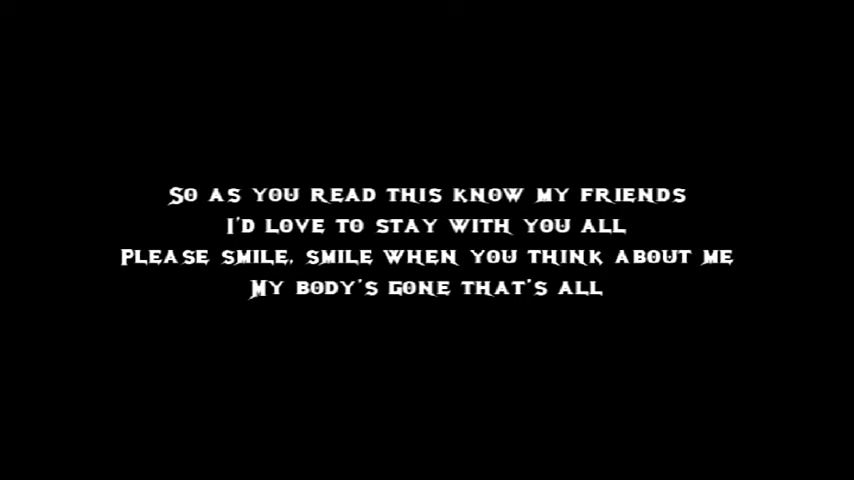 So as you read this know my friends
I'd love to stay with you all
Please smile, smile when you think about me
My body's gone that's all